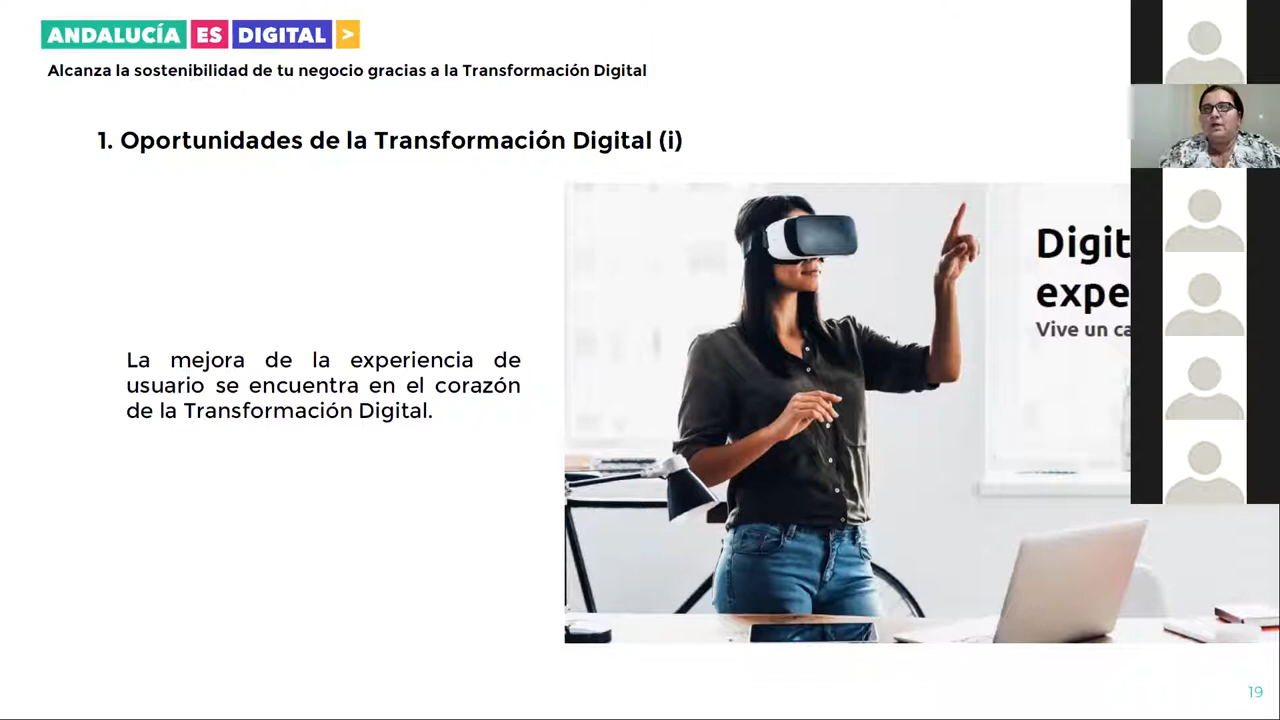 ANDALUCÍA ES DIGITAL >
Alcanza la sostenibilidad de tu negocio gracias a la Transformación Digital
1. Oportunidades de la Transformación Digital (i)
La mejora de la experiencia de
usuario se encuentra en el corazón
de la Transformación Digital.
Digit
expe
Vive un ca
19